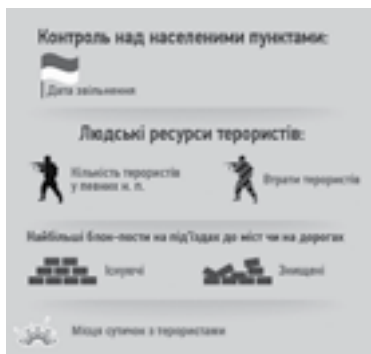 Контроль над населеними пунктами:
Дата звільнення
Людські ресурси терористів:
Кількість терористів
у певних н. п.
Втрати терористів
Найбільші блок-пости на під'їздах до міст чи на дорогах
Існуючі
Знищені
Місця сутичок з терористами